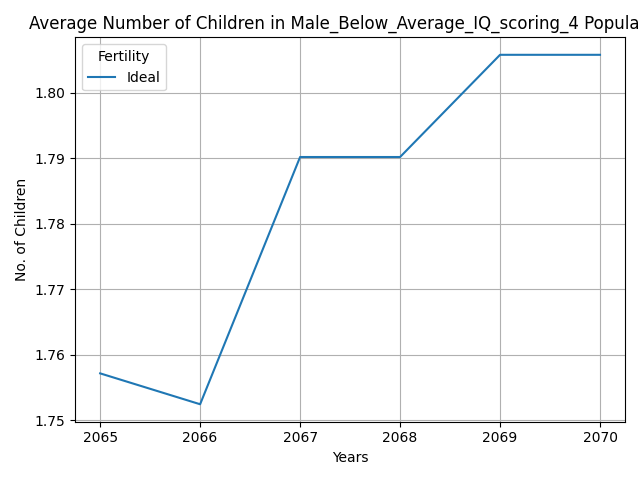 Average Number of Children in Male_Below_Average_IQ_scoring_4 Popula
Fertility
Ideal
No. of Children
1.80
1.79
1.78
1.77
1.76
1.75
2065 2066 2067 2068 2069 2070
Years